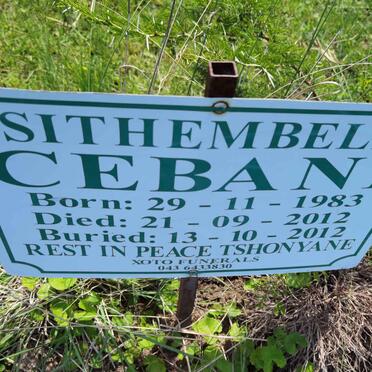 SITHEMBEL
CEBAN
Born: 29 - 11 - 1983
Died: 21 - 09 - 2012
Buried: 13 - 10 - 2012
REST IN PEACE TSHONYANE
XOTO FUNERALS
043 6433830